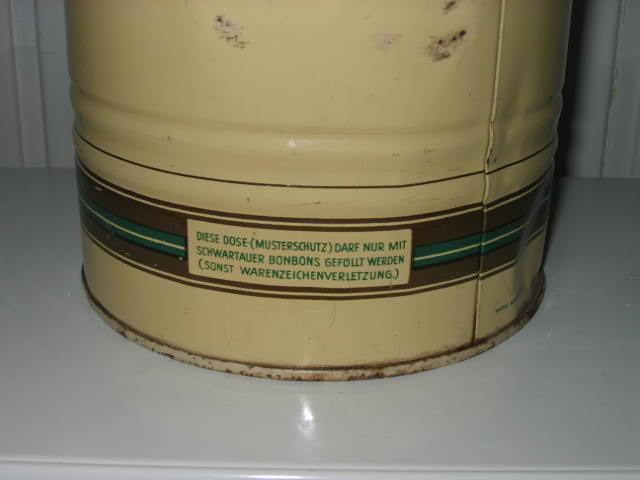 DIESE DOSE (MUSTERSCHUTZ) DARF NUR MIT
SCHWARTAUER BONBONS GEFÜLLT WERDEN
(SONST WARENZEICHENVERLETZUNG.)